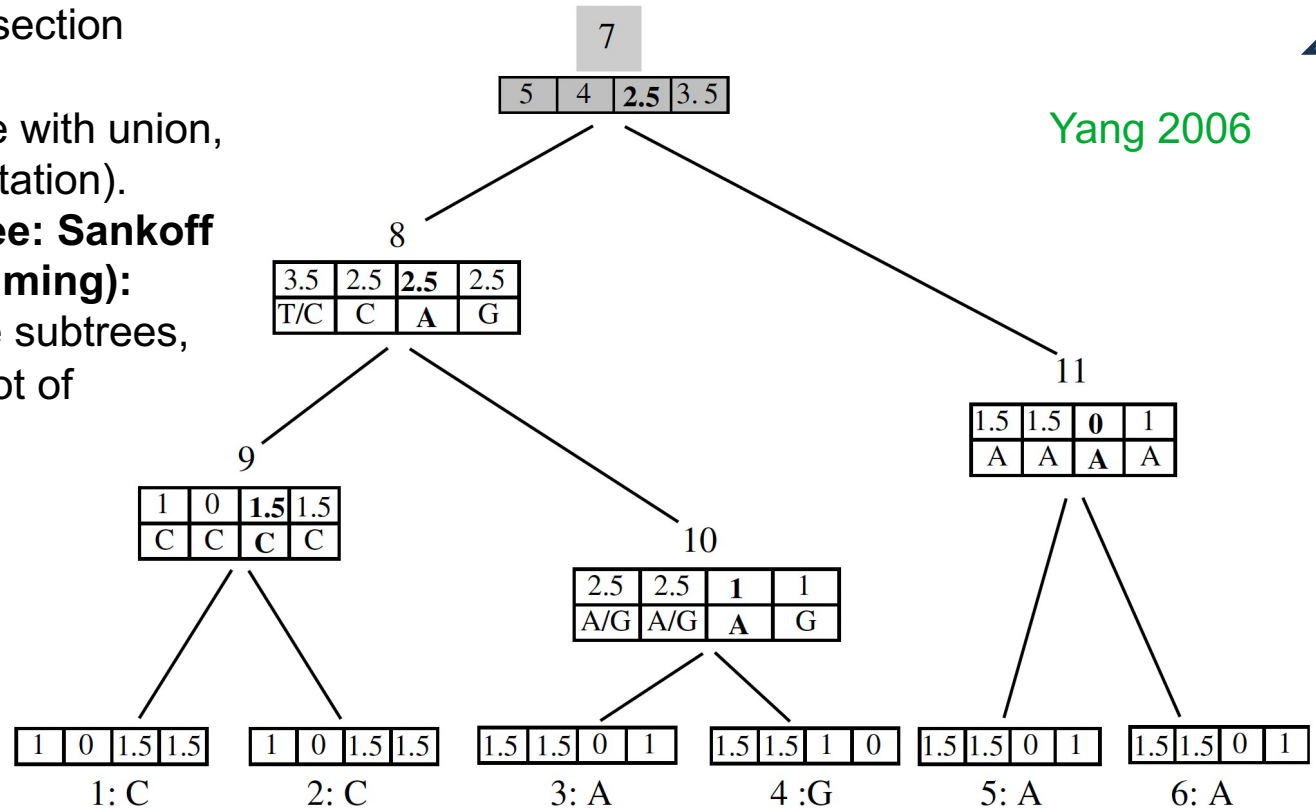 section
e with union,
tation).
ee: Sankoff
ming):
e subtrees,
ot of
Yang 2006
7
5 4 2.5 3.5
8
3.5 2.5 2.5 2.5
T/C C A G
11
1.5 1.5 0 1
A A A A
9
1 0 1.5 1.5
C C C C
10
2.5 2.5 1 1
A/G A/G A G
1 0 1.5 1.5
1 0 1.5 1.5
1.5 1.5 0 1
1.5 1.5 1 0
1.5 1.5 0 1
1.5 1.5 0 1
1: C
2: C
3: A
4 :G
5: A
6: A